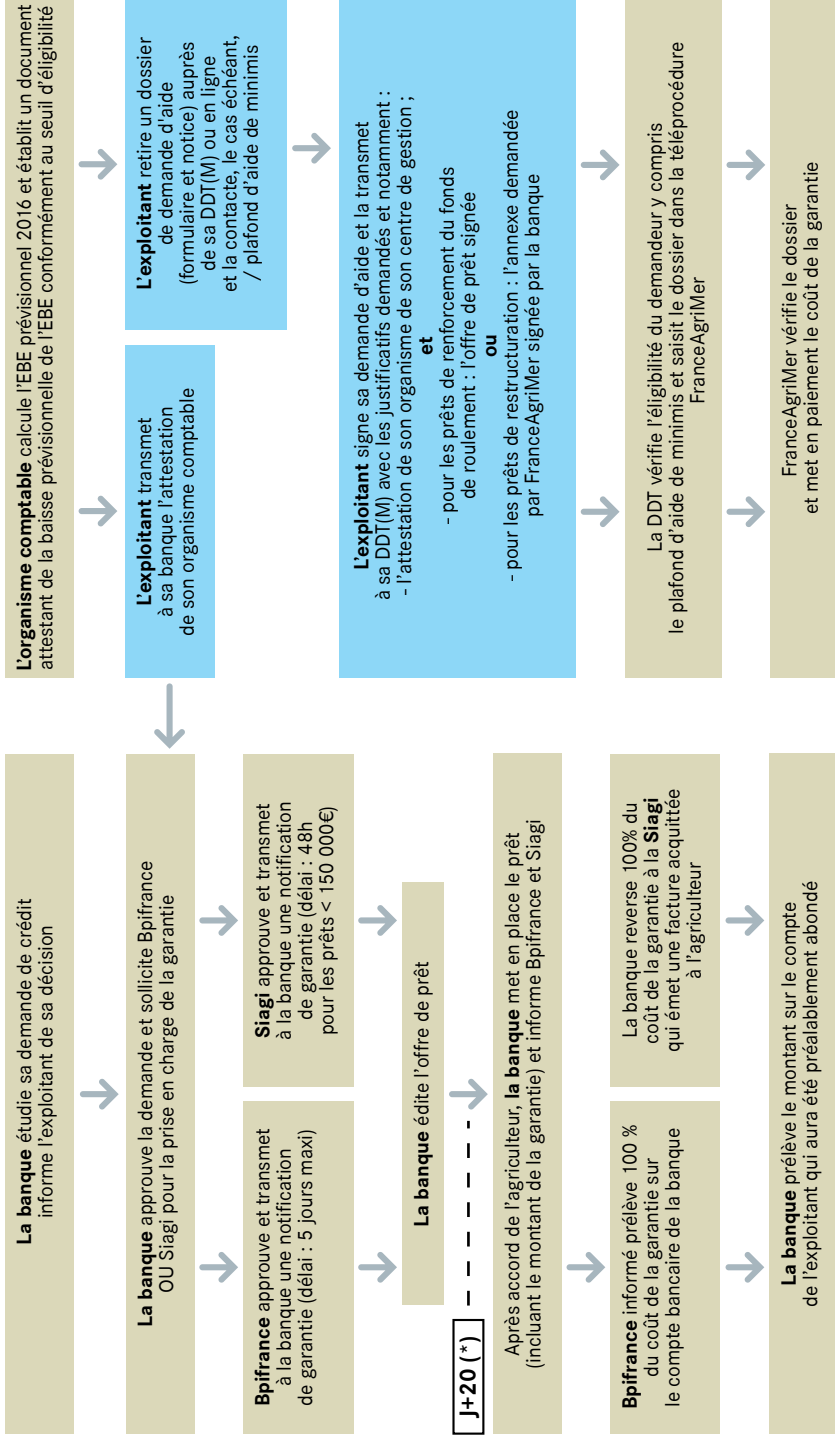 La banque étudie sa demande de crédit
informe l'exploitant de sa décision
La banque approuve la demande et sollicite Bpifrance
OU Siagi pour la prise en charge de la garantie
Bpifrance approuve et transmet
à la banque une notification
de garantie (délai : 5 jours maxi)
Siagi approuve et transmet
à la banque une notification
de garantie (délai : 48h
pour les prêts < 150 000€)
La banque édite l'offre de prêt
J+20 (*)
Après accord de l'agriculteur, la banque met en place le prêt
(incluant le montant de la garantie) et informe Bpifrance et Siagi
Bpifrance informé prélève 100 %
du coût de la garantie sur
le compte bancaire de la banque
La banque reverse 100% du
coût de la garantie à la Siagi
qui émet une facture acquittée
à l'agriculteur
La banque prélève le montant sur le compte
de l'exploitant qui aura été préalablement abondé
L'organisme comptable calcule l'EBE prévisionnel 2016 et établit un document
attestant de la baisse prévisionnelle de l'EBE conformément au seuil d'éligibilité
L'exploitant transmet
à sa banque l'attestation
de son organisme comptable
L'exploitant retire un dossier
de demande d'aide
(formulaire et notice) auprès
de sa DDT(M) ou en ligne
et la contacte, le cas échéant,
/ plafond d'aide de minimis
L'exploitant signe sa demande d'aide et la transmet
à sa DDT(M) avec les justificatifs demandés et notamment :
- l'attestation de son organisme de son centre de gestion ;
et
- pour les prêts de renforcement du fonds
de roulement : l'offre de prêt signée
ou
- pour les prêts de restructuration : l'annexe demandée
par FranceAgriMer signée par la banque
La DDT vérifie l'éligibilité du demandeur y compris
le plafond d'aide de minimis et saisit le dossier dans la téléprocédure
FranceAgriMer
FranceAgriMer vérifie le dossier
et met en paiement le coût de la garantie